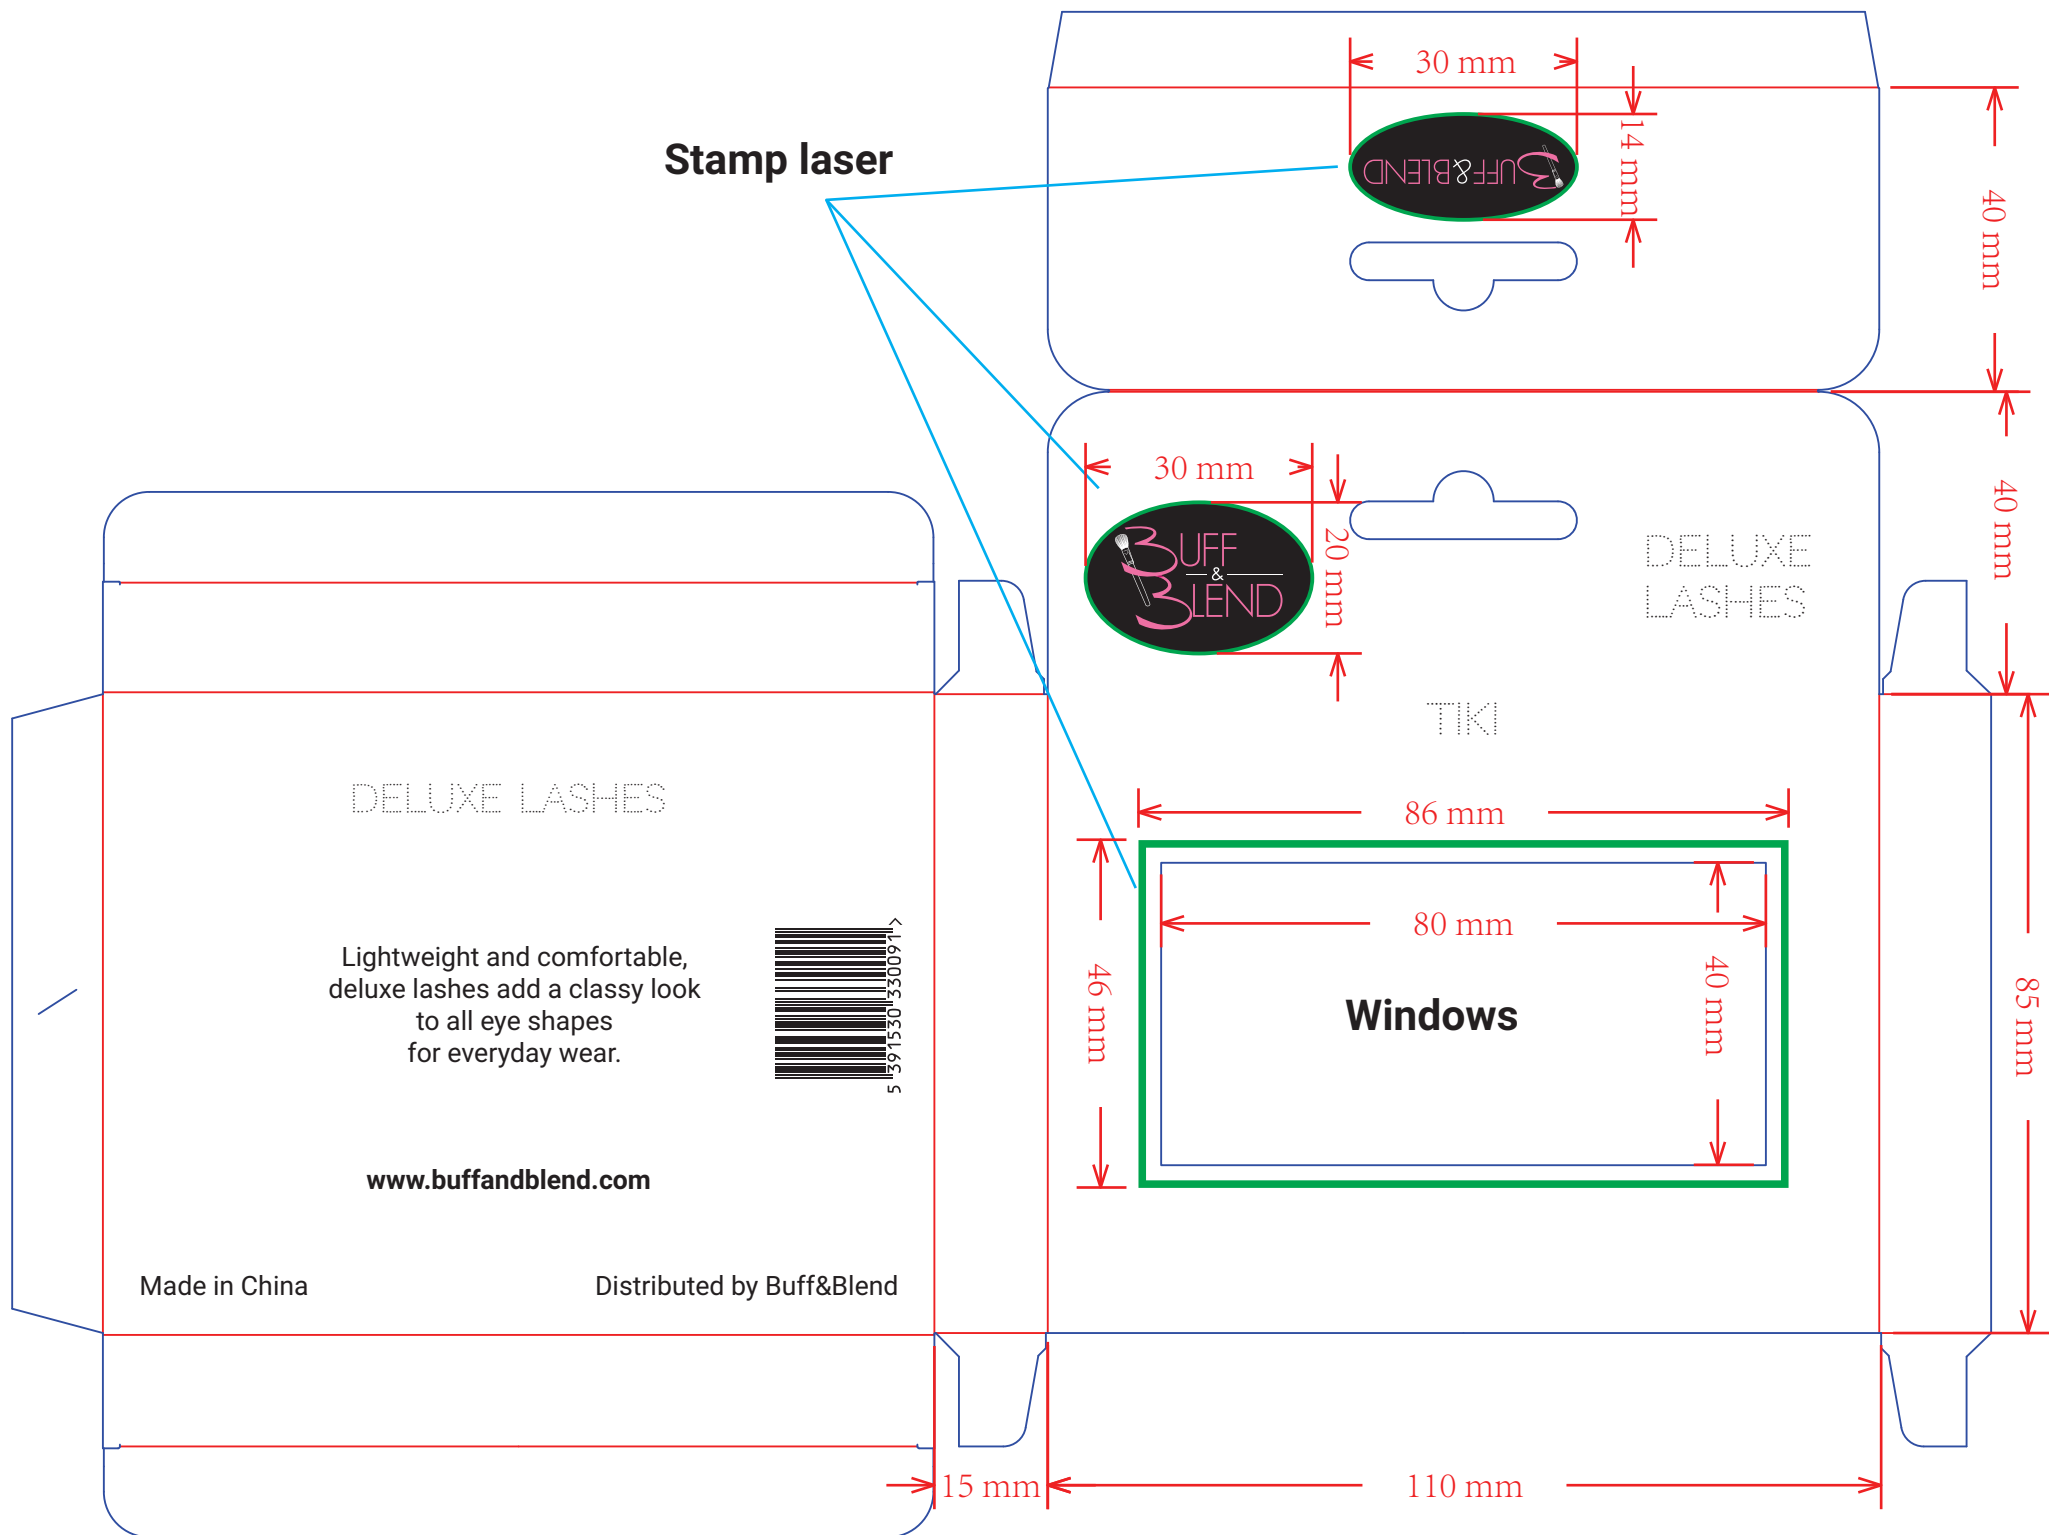 30 mm
14 mm
BUFF&BLEND
40 mm
Stamp laser
30 mm
20 mm
BUFF
&
BLEND
DELUXE
LASHES
40 mm
TIKI
86 mm
46 mm
80 mm
40 mm
Windows
85 mm
DELUXE LASHES
Lightweight and comfortable,
deluxe lashes add a classy look
to all eye shapes
for everyday wear.
5 391530 330091 >
www.buffandblend.com
Made in China
Distributed by Buff&Blend
15 mm
110 mm